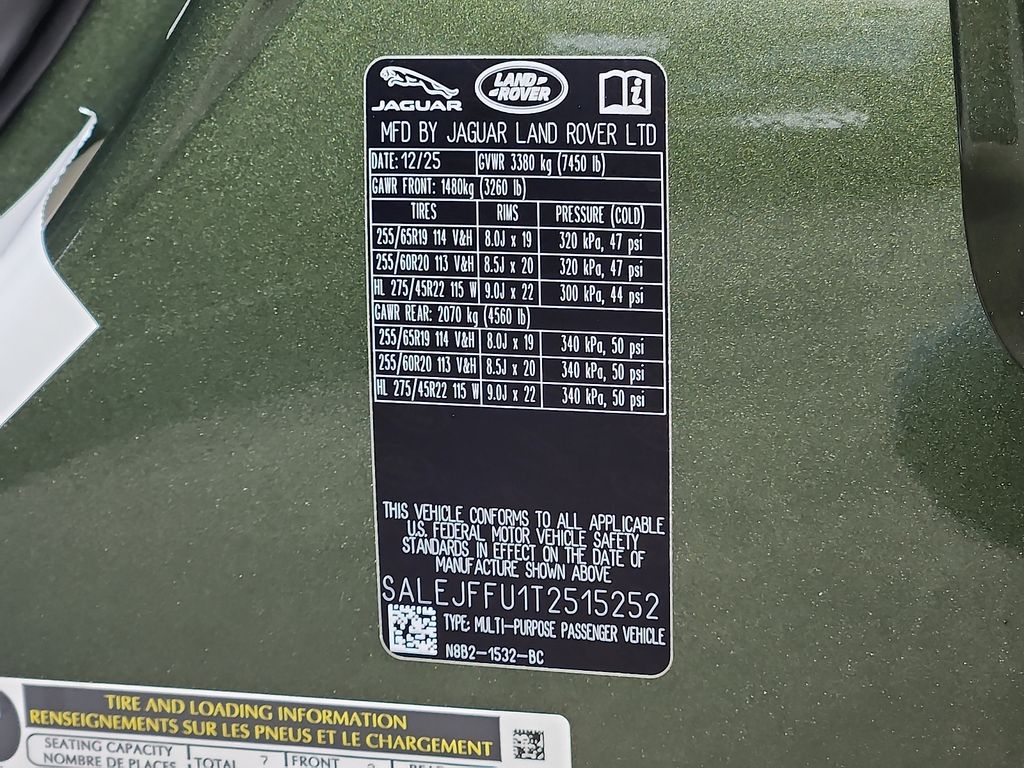 JAGUAR LAND ROVER i
MFD BY JAGUAR LAND ROVER LTD
DATE: 12/25 GVWR 3380 kg (7450 lb)
GAWR FRONT: 1480kg (3260 lb)
TIRES RIMS PRESSURE (COLD)
255/65R19 114 V&H 8.0J x 19 320 kPa, 47 psi
255/60R20 113 V&H 8.5J x 20 320 kPa, 47 psi
HL 275/45R22 115 W 9.0J x 22 300 kPa, 44 psi
GAWR REAR: 2070 kg (4560 lb)
255/65R19 114 V&H 8.0J x 19 340 kPa, 50 psi
255/60R20 113 V&H 8.5J x 20 340 kPa, 50 psi
HL 275/45R22 115 W 9.0J x 22 340 kPa, 50 psi
THIS VEHICLE CONFORMS TO ALL APPLICABLE
U.S. FEDERAL MOTOR VEHICLE SAFETY
STANDARDS IN EFFECT ON THE DATE OF
MANUFACTURE SHOWN ABOVE
SALEJFFU1T2515252
TYPE: MULTI-PURPOSE PASSENGER VEHICLE
N8B2-1532-BC
TIRE AND LOADING INFORMATION
RENSEIGNEMENTS SUR LES PNEUS ET LE CHARGEMENT
SEATING CAPACITY
NOMBRE DE PLACES TOTAL 7 FRONT